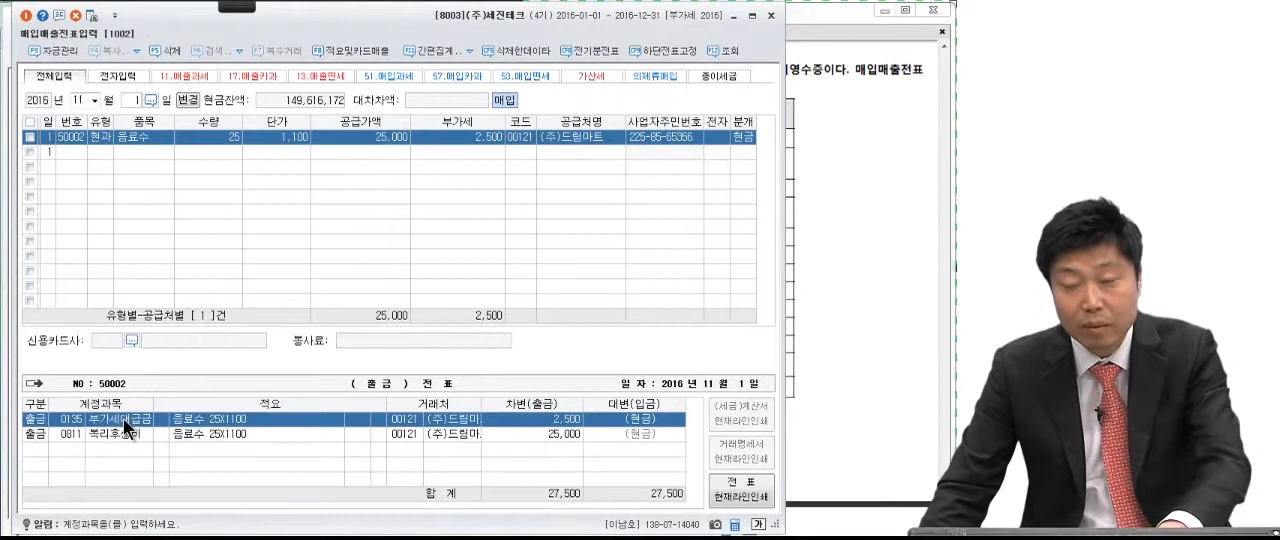 [8003](주)세진테크 (4기) 2016-01-01 ~ 2016-12-31 [부가세 2016]
매입매출전표입력 [1002]
F3 자금관리 F4 복사.. F5 삭제 F6 검색.. F7 복수거래 F8 적요및카드매출 F11 간편집계.. CF5 삭제한데이타 CF8 전기분전표 CF9 하단전표고정 F12 조회
전체입력 전자입력 11.매출과세 17.매출카과 13.매출면세 51.매입과세 57.매입카과 53.매입면세 가산세 의제류매입 종이세금
2016 년 11 월 1 일 변경 현금잔액: 149,616,172 대차차액: 매입
일 번호 유형 품목 수량 단가 공급가액 부가세 코드 공급처명 사업자주민번호 전자 분개
1 50002 현과 음료수 25 1,100 25,000 2,500 00121 (주)드림마트 225-85-65366 현금
1
유형별-공급처별 [ 1 ]건 25,000 2,500
신용카드사: 봉사료:
NO : 50002 ( 출 금 ) 전 표 일 자 : 2016 년 11 월 1 일
구분 계정과목 적요 거래처 차변(출금) 대변(입금)
출금 0135 부가세대급금 음료수 25X1100 00121 (주)드림마. 2,500 (현금)
출금 0811 복리후생비 음료수 25X1100 00121 (주)드림마. 25,000 (현금)
합 계 27,500 27,500
(세금)계산서
현재라인인쇄
거래명세서
현재라인인쇄
전 표
현재라인인쇄
알림 : 계정과목을(를) 입력하세요. [이남호] 138-07-14040 가
영수증이다. 매입매출전표